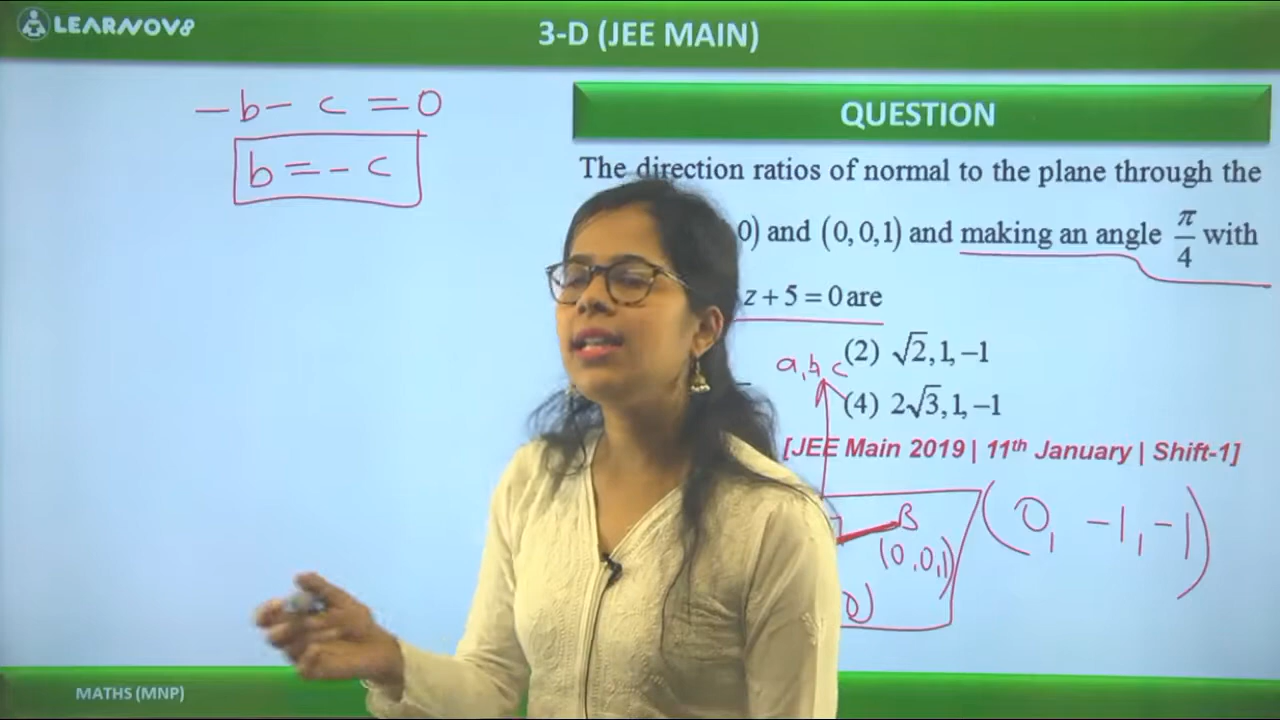 LEARNOV8
3-D (JEE MAIN)
-b- c =0
b = - c
QUESTION
The direction ratios of normal to the plane through the
0) and (0,0,1) and making an angle π/4 with
z+5=0 are
a, b, c
(2) √2,1,-1
(4) 2√3,1,-1
[JEE Main 2019 | 11th January | Shift-1]
B
(0,0,1)
0)
(0, -1, -1)
MATHS (MNP)